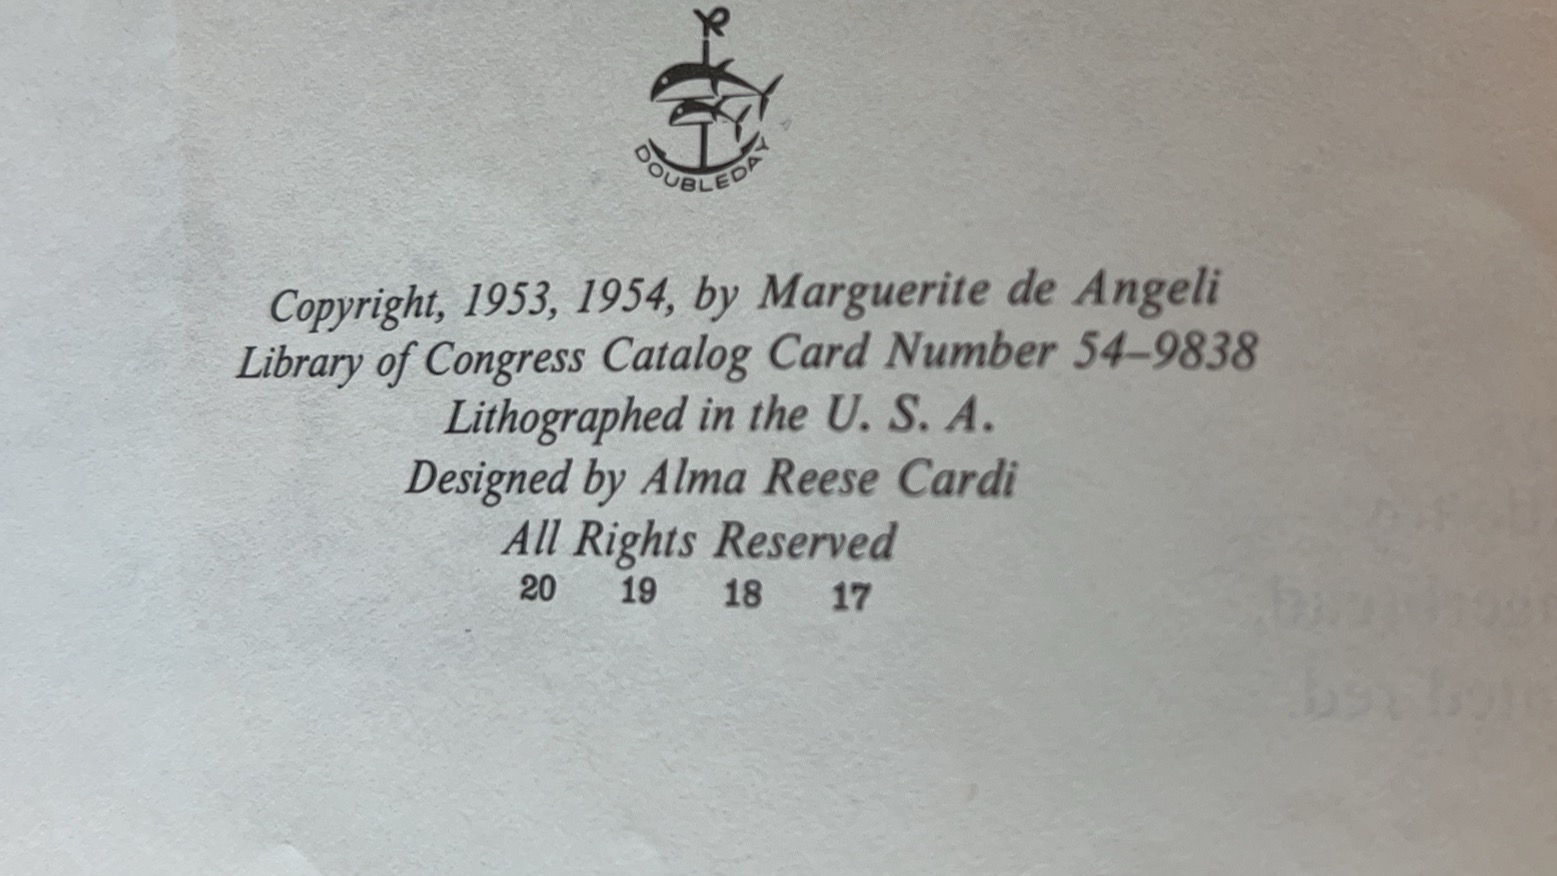 DOUBLEDAY
Copyright, 1953, 1954, by Marguerite de Angeli
Library of Congress Catalog Card Number 54–9838
Lithographed in the U. S. A.
Designed by Alma Reese Cardi
All Rights Reserved
20 19 18 17